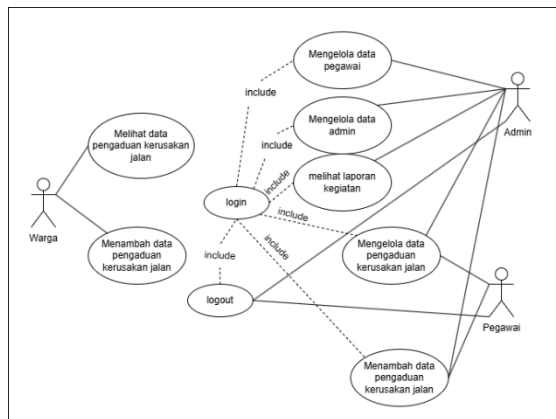 Mengelola data
pegawai
include
Admin
Mengelola data
admin
include
Melihat data
pengaduan kerusakan
jalan
melihat laporan
kegiatan
include
login
include
Warga
Menambah data
pengaduan kerusakan
jalan
include
include
Mengelola data
pengaduan
kerusakan jalan
logout
Pegawai
Menambah data
pengaduan
kerusakan jalan